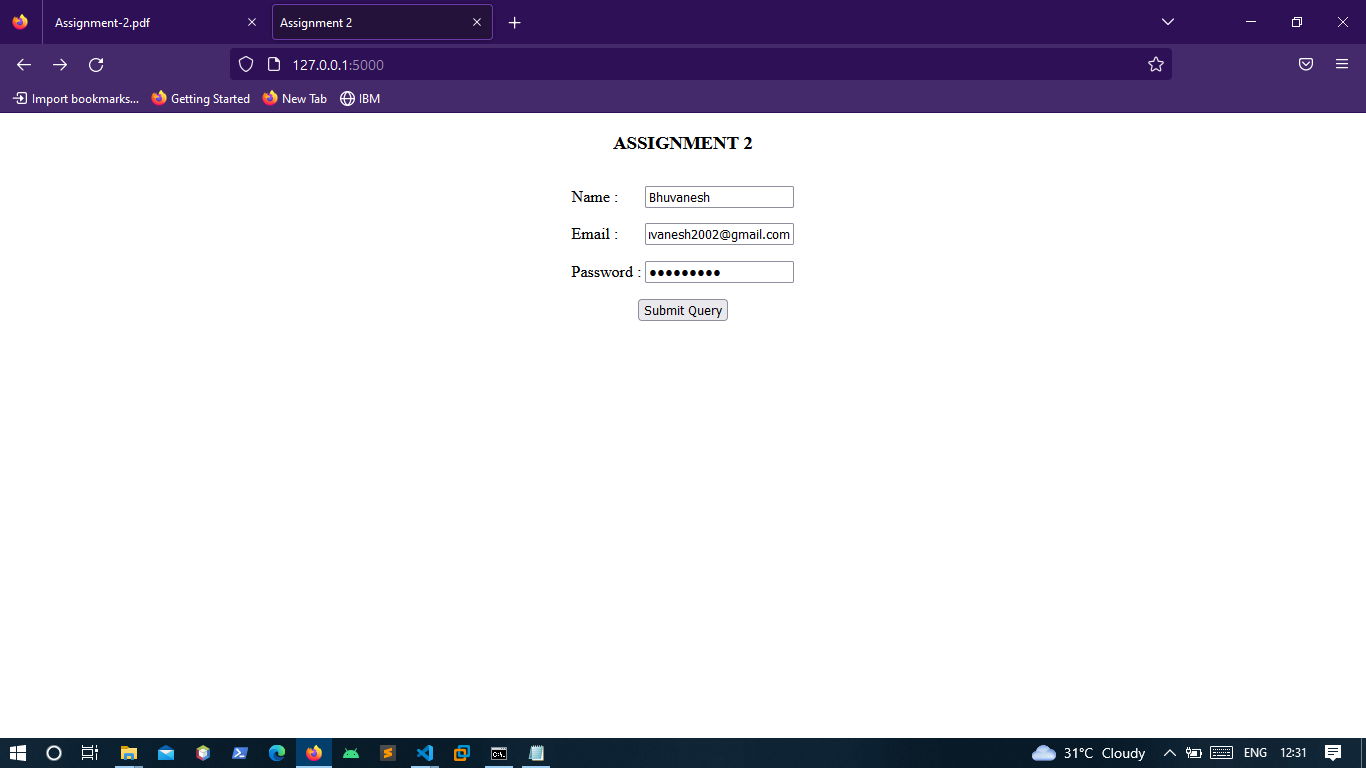 Assignment-2.pdf
Assignment 2
127.0.0.1:5000
Import bookmarks...
Getting Started
New Tab
IBM
ASSIGNMENT 2
Name :
Bhuvanesh
Email :
vanesh2002@gmail.com
Password :
●●●●●●●●●
Submit Query
31°C Cloudy
ENG
12:31